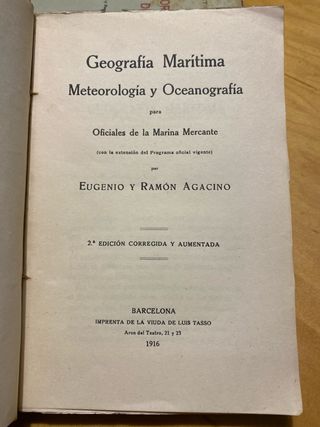 Geografía Marítima
Meteorología y Oceanografía
para
Oficiales de la Marina Mercante
(con la extensión del Programa oficial vigente)
por
EUGENIO Y RAMÓN AGACINO
2.ª EDICIÓN CORREGIDA Y AUMENTADA
BARCELONA
IMPRENTA DE LA VIUDA DE LUIS TASSO
Arco del Teatro, 21 y 23
1916